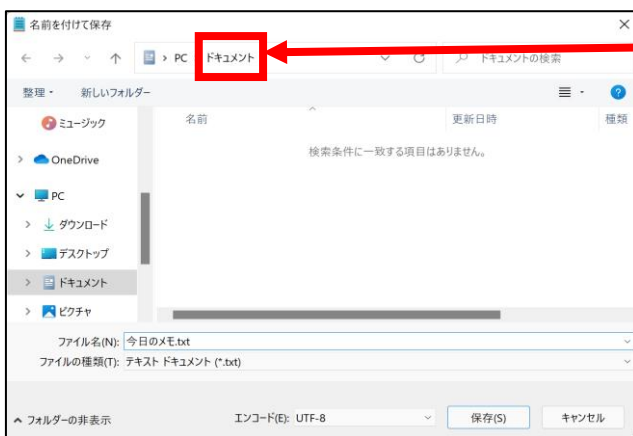 名前を付けて保存
PC ドキュメント ドキュメントの検索
整理 新しいフォルダー
ミュージック
OneDrive
PC
ダウンロード
デスクトップ
ドキュメント
ピクチャ
名前 更新日時 種類
検索条件に一致する項目はありません。
ファイル名(N): 今日のメモ.txt
ファイルの種類(T): テキスト ドキュメント (*.txt)
フォルダーの非表示 エンコード(E): UTF-8 保存(S) キャンセル